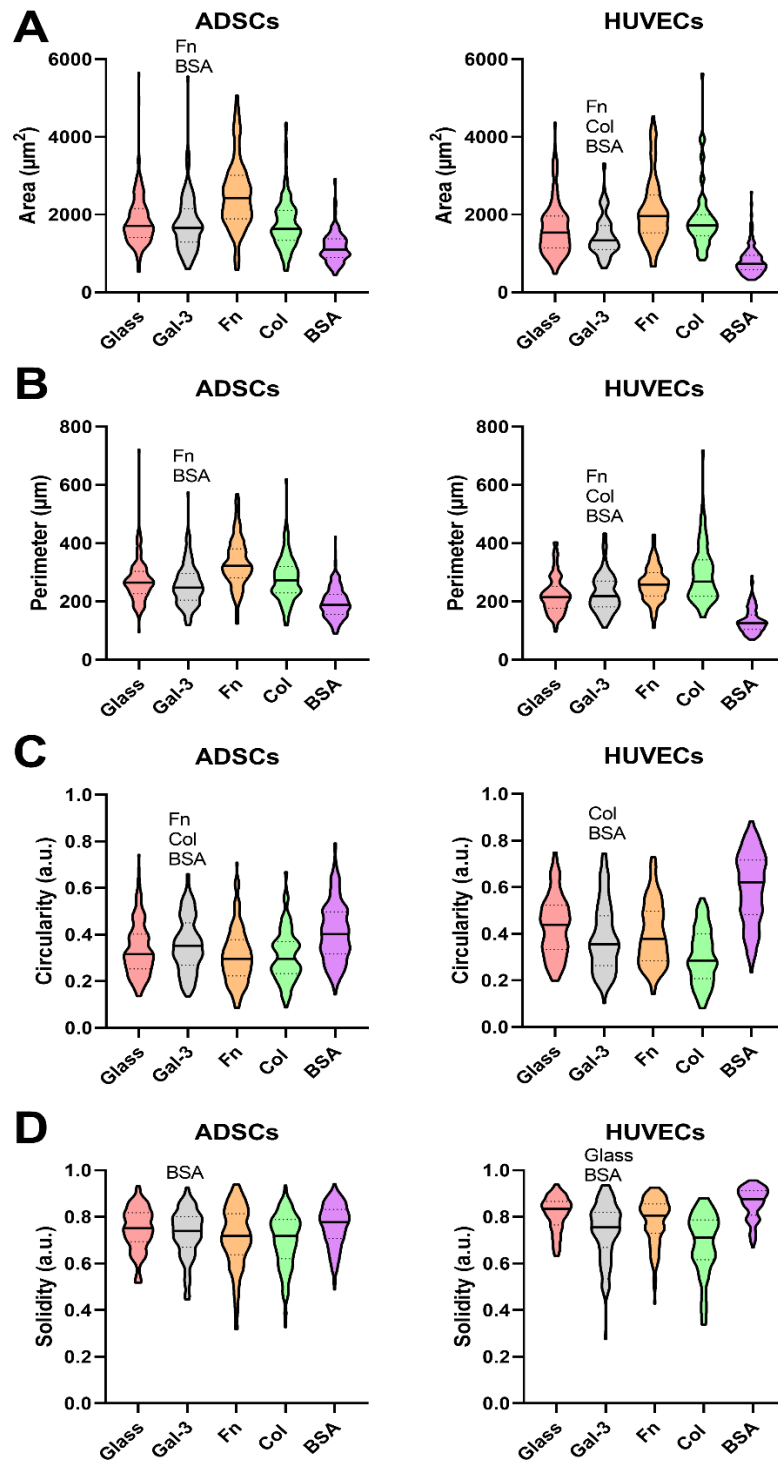 A
ADSCs
HUVECs
Area (µm²)
6000
4000
2000
0
Fn
BSA
Glass
Gal-3
Fn
Col
BSA
Area (µm²)
6000
4000
2000
0
Fn
Col
BSA
Glass
Gal-3
Fn
Col
BSA
B
ADSCs
HUVECs
Perimeter (µm)
800
600
400
200
0
Fn
BSA
Glass
Gal-3
Fn
Col
BSA
Perimeter (µm)
800
600
400
200
0
Fn
Col
BSA
Glass
Gal-3
Fn
Col
BSA
C
ADSCs
HUVECs
Circularity (a.u.)
1.0
0.8
0.6
0.4
0.2
0.0
Fn
Col
BSA
Glass
Gal-3
Fn
Col
BSA
Circularity (a.u.)
1.0
0.8
0.6
0.4
0.2
0.0
Col
BSA
Glass
Gal-3
Fn
Col
BSA
D
ADSCs
HUVECs
Solidity (a.u.)
1.0
0.8
0.6
0.4
0.2
0.0
BSA
Glass
Gal-3
Fn
Col
BSA
Solidity (a.u.)
1.0
0.8
0.6
0.4
0.2
0.0
Glass
BSA
Glass
Gal-3
Fn
Col
BSA